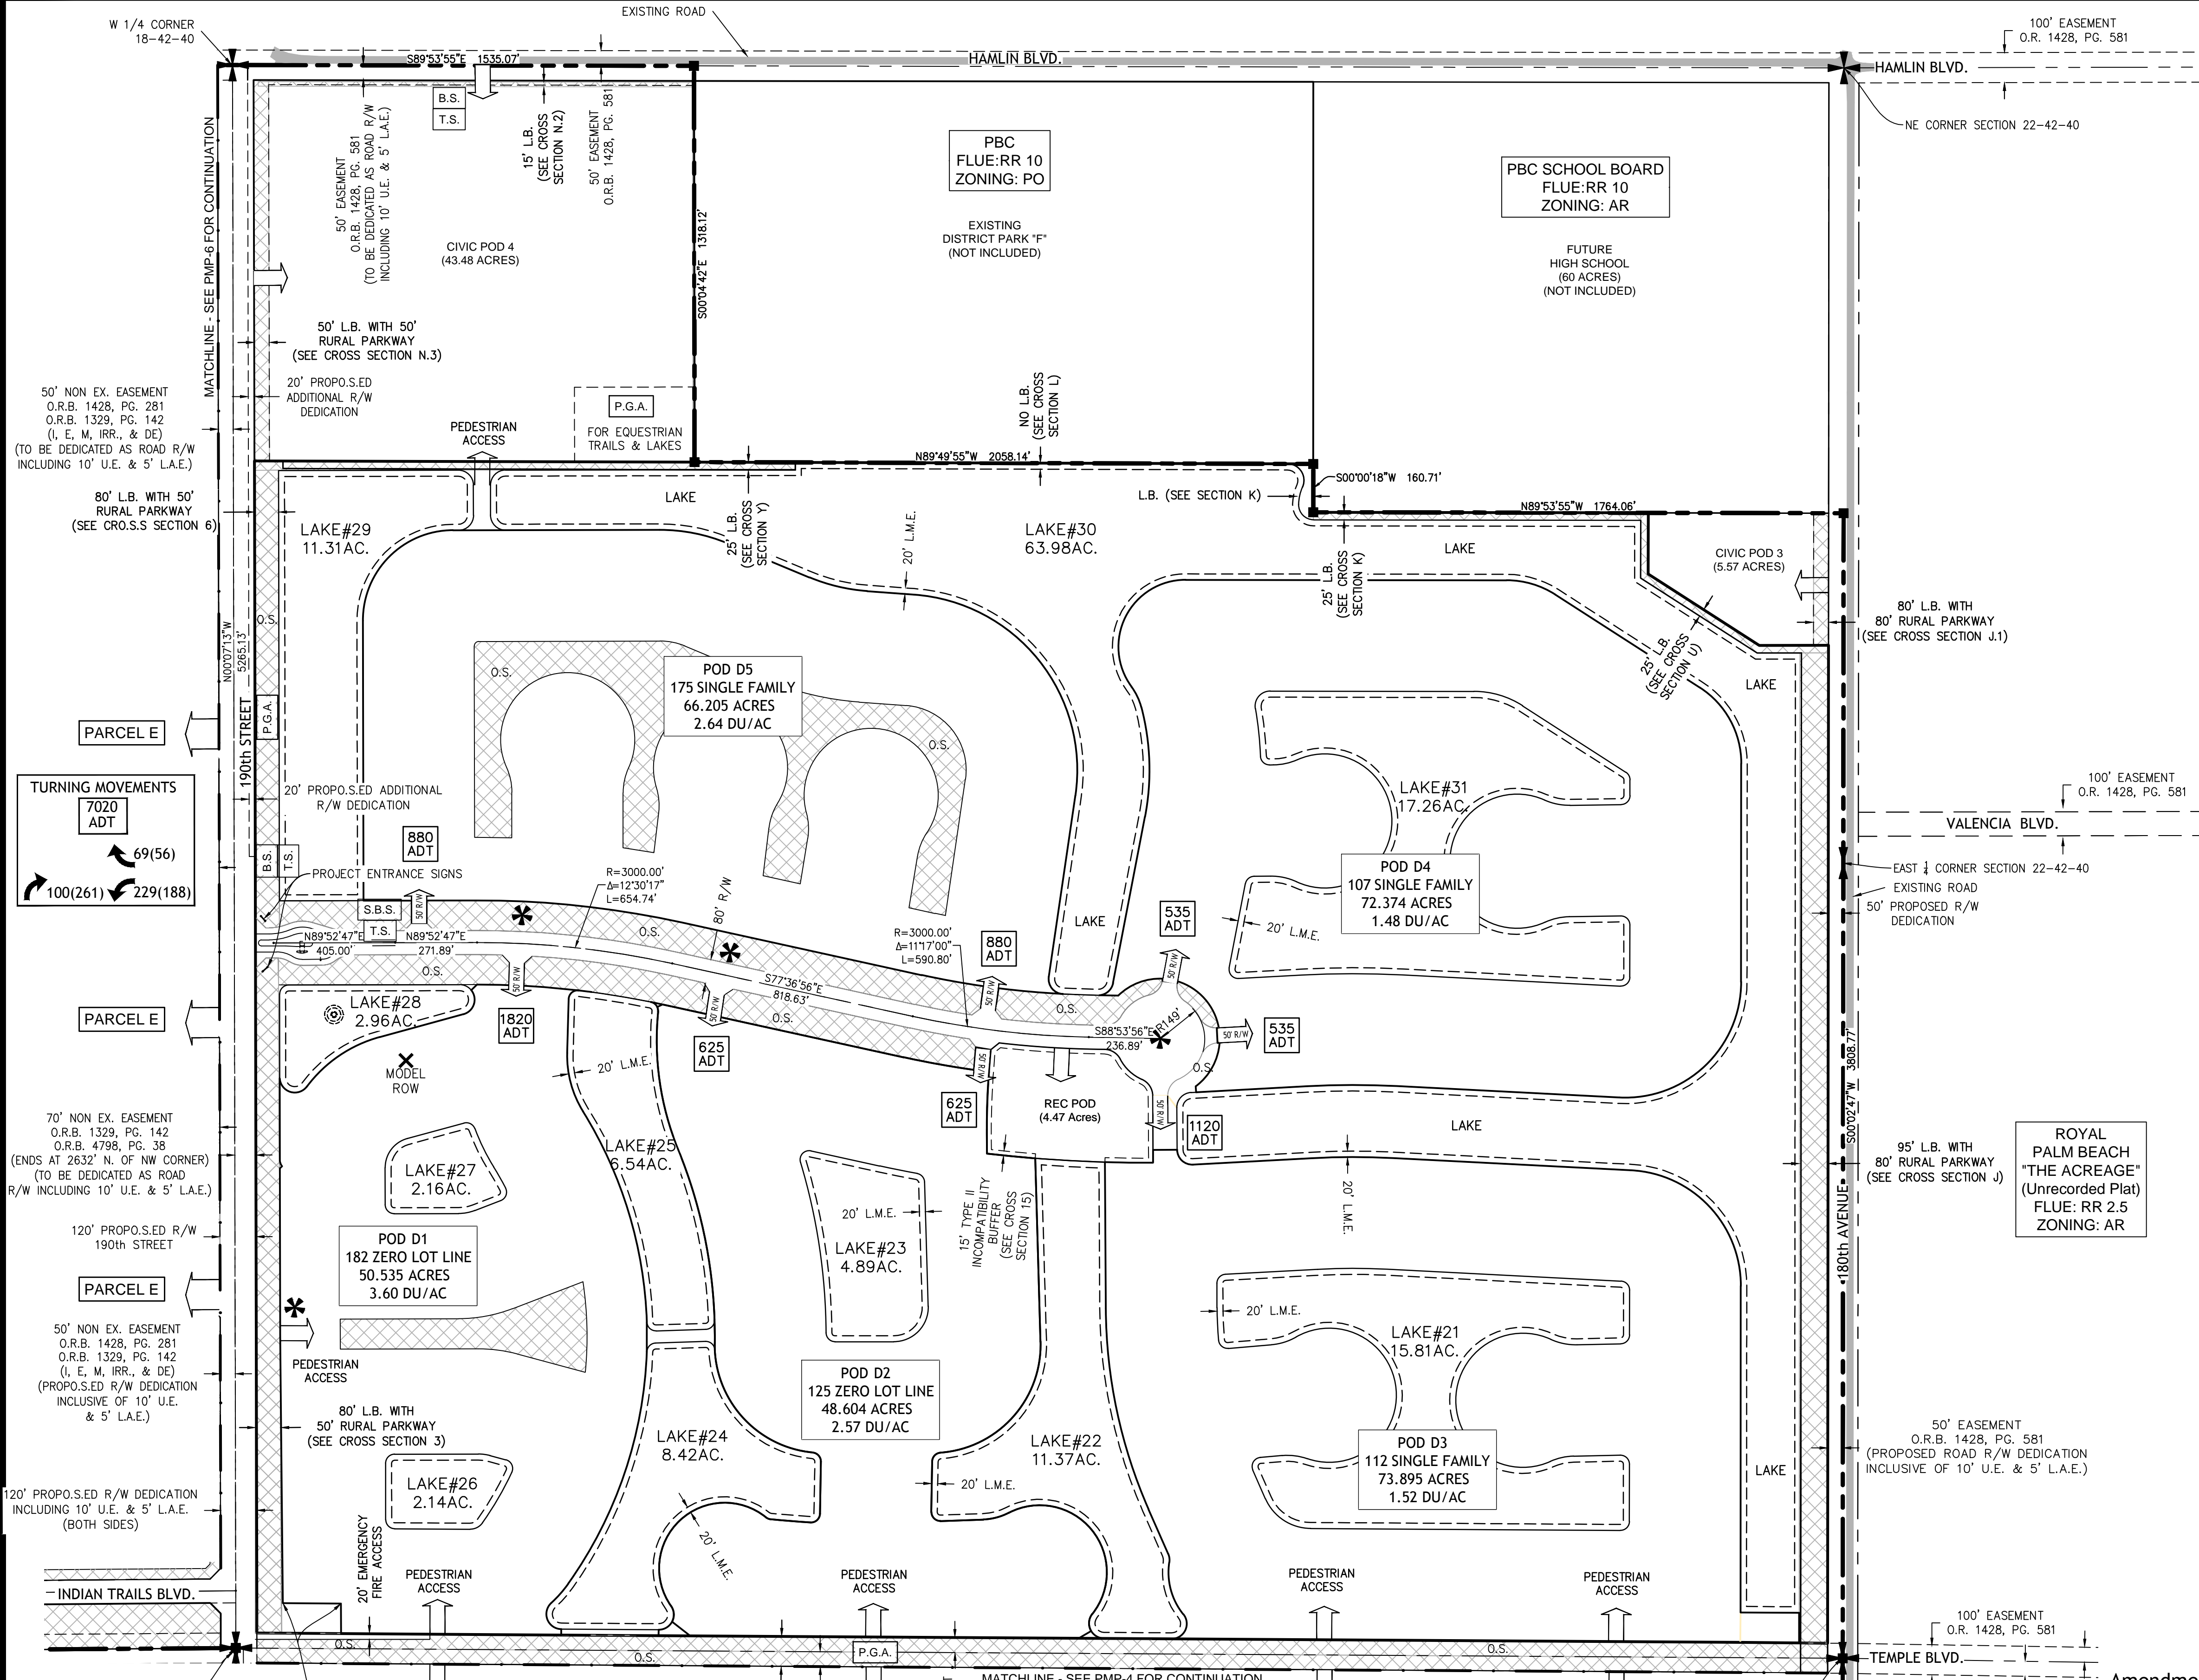 W 1/4 CORNER
18-42-40
EXISTING ROAD
100' EASEMENT
O.R. 1428, PG. 581
S89°53'55"E 1535.07'
HAMLIN BLVD.
HAMLIN BLVD.
NE CORNER SECTION 22-42-40
MATCHLINE - SEE PMP-6 FOR CONTINUATION
B.S.
T.S.
50' EASEMENT
O.R.B. 1428, PG. 581
(TO BE DEDICATED AS ROAD R/W
INCLUDING 10' U.E. & 5' L.A.E.)
15' L.B.
(SEE CROSS
SECTION N.2)
50' EASEMENT
O.R.B. 1428, PG. 581
CIVIC POD 4
(43.48 ACRES)
S00°04'42"E 1318.12'
PBC
FLUE:RR 10
ZONING: PO
EXISTING
DISTRICT PARK "F"
(NOT INCLUDED)
PBC SCHOOL BOARD
FLUE:RR 10
ZONING: AR
FUTURE
HIGH SCHOOL
(60 ACRES)
(NOT INCLUDED)
50' L.B. WITH 50'
RURAL PARKWAY
(SEE CROSS SECTION N.3)
20' PROPO.S.ED
ADDITIONAL R/W
DEDICATION
50' NON EX. EASEMENT
O.R.B. 1428, PG. 281
O.R.B. 1329, PG. 142
(I, E, M, IRR., & DE)
(TO BE DEDICATED AS ROAD R/W
INCLUDING 10' U.E. & 5' L.A.E.)
P.G.A.
FOR EQUESTRIAN
TRAILS & LAKES
PEDESTRIAN
ACCESS
NO L.B.
(SEE CROSS
SECTION L)
N89°49'55"W 2058.14'
S00°00'18"W 160.71'
L.B. (SEE SECTION K)
N89°53'55"W 1764.06'
80' L.B. WITH 50'
RURAL PARKWAY
(SEE CRO.S.S SECTION 6)
LAKE
LAKE#29
11.31AC.
25' L.B.
(SEE CROSS
SECTION Y)
20' L.M.E.
LAKE#30
63.98AC.
25' L.B.
(SEE CROSS
SECTION K)
LAKE
CIVIC POD 3
(5.57 ACRES)
80' L.B. WITH
80' RURAL PARKWAY
(SEE CROSS SECTION J.1)
25' L.B.
(SEE CROSS
SECTION U)
LAKE
O.S.
N00°07'13"W
5265.13'
190th STREET
P.G.A.
O.S.
POD D5
175 SINGLE FAMILY
66.205 ACRES
2.64 DU/AC
O.S.
PARCEL E
TURNING MOVEMENTS
7020
ADT
69(56)
100(261)
229(188)
20' PROPO.S.ED ADDITIONAL
R/W DEDICATION
880
ADT
B.S.
T.S.
PROJECT ENTRANCE SIGNS
LAKE#31
17.26AC.
100' EASEMENT
O.R. 1428, PG. 581
VALENCIA BLVD.
EAST 1/4 CORNER SECTION 22-42-40
EXISTING ROAD
50' PROPOSED R/W
DEDICATION
POD D4
107 SINGLE FAMILY
72.374 ACRES
1.48 DU/AC
R=3000.00'
Δ=12°30'17"
L=654.74'
80' R/W
S.B.S.
T.S.
50' R/W
N89°52'47"E
405.00'
N89°52'47"E
271.89'
O.S.
O.S.
50' R/W
LAKE
535
ADT
20' L.M.E.
R=3000.00'
Δ=11°17'00"
L=590.80'
880
ADT
50' R/W
50' R/W
S77°36'56"E
818.63'
50' R/W
O.S.
O.S.
S88°53'56"E
236.89'
R149'
50' R/W
535
ADT
PARCEL E
LAKE#28
2.96AC.
1820
ADT
625
ADT
MODEL
ROW
20' L.M.E.
50' R/W
625
ADT
REC POD
(4.47 Acres)
O.S.
50' R/W
1120
ADT
LAKE
S00°02'47"W 3808.77'
70' NON EX. EASEMENT
O.R.B. 1329, PG. 142
O.R.B. 4798, PG. 38
(ENDS AT 2632' N. OF NW CORNER)
(TO BE DEDICATED AS ROAD
R/W INCLUDING 10' U.E. & 5' L.A.E.)
LAKE#27
2.16AC.
LAKE#25
6.54AC.
95' L.B. WITH
80' RURAL PARKWAY
(SEE CROSS SECTION J)
ROYAL
PALM BEACH
"THE ACREAGE"
(Unrecorded Plat)
FLUE: RR 2.5
ZONING: AR
180th AVENUE
120' PROPO.S.ED R/W
190th STREET
POD D1
182 ZERO LOT LINE
50.535 ACRES
3.60 DU/AC
20' L.M.E.
LAKE#23
4.89AC.
15' TYPE II
INCOMPATIBILITY
BUFFER
(SEE CROSS
SECTION 15)
20' L.M.E.
PARCEL E
20' L.M.E.
LAKE#21
15.81AC.
50' NON EX. EASEMENT
O.R.B. 1428, PG. 281
O.R.B. 1329, PG. 142
(I, E, M, IRR., & DE)
(PROPO.S.ED R/W DEDICATION
INCLUSIVE OF 10' U.E.
& 5' L.A.E.)
PEDESTRIAN
ACCESS
80' L.B. WITH
50' RURAL PARKWAY
(SEE CROSS SECTION 3)
POD D2
125 ZERO LOT LINE
48.604 ACRES
2.57 DU/AC
LAKE#24
8.42AC.
LAKE#22
11.37AC.
20' L.M.E.
POD D3
112 SINGLE FAMILY
73.895 ACRES
1.52 DU/AC
LAKE
50' EASEMENT
O.R.B. 1428, PG. 581
(PROPOSED ROAD R/W DEDICATION
INCLUSIVE OF 10' U.E. & 5' L.A.E.)
LAKE#26
2.14AC.
120' PROPO.S.ED R/W DEDICATION
INCLUDING 10' U.E. & 5' L.A.E.
(BOTH SIDES)
20' EMERGENCY
FIRE ACCESS
20' L.M.E.
INDIAN TRAILS BLVD.
PEDESTRIAN
ACCESS
PEDESTRIAN
ACCESS
PEDESTRIAN
ACCESS
PEDESTRIAN
ACCESS
100' EASEMENT
O.R. 1428, PG. 581
O.S.
O.S.
P.G.A.
O.S.
TEMPLE BLVD.
MATCHLINE - SEE PMP-4 FOR CONTINUATION